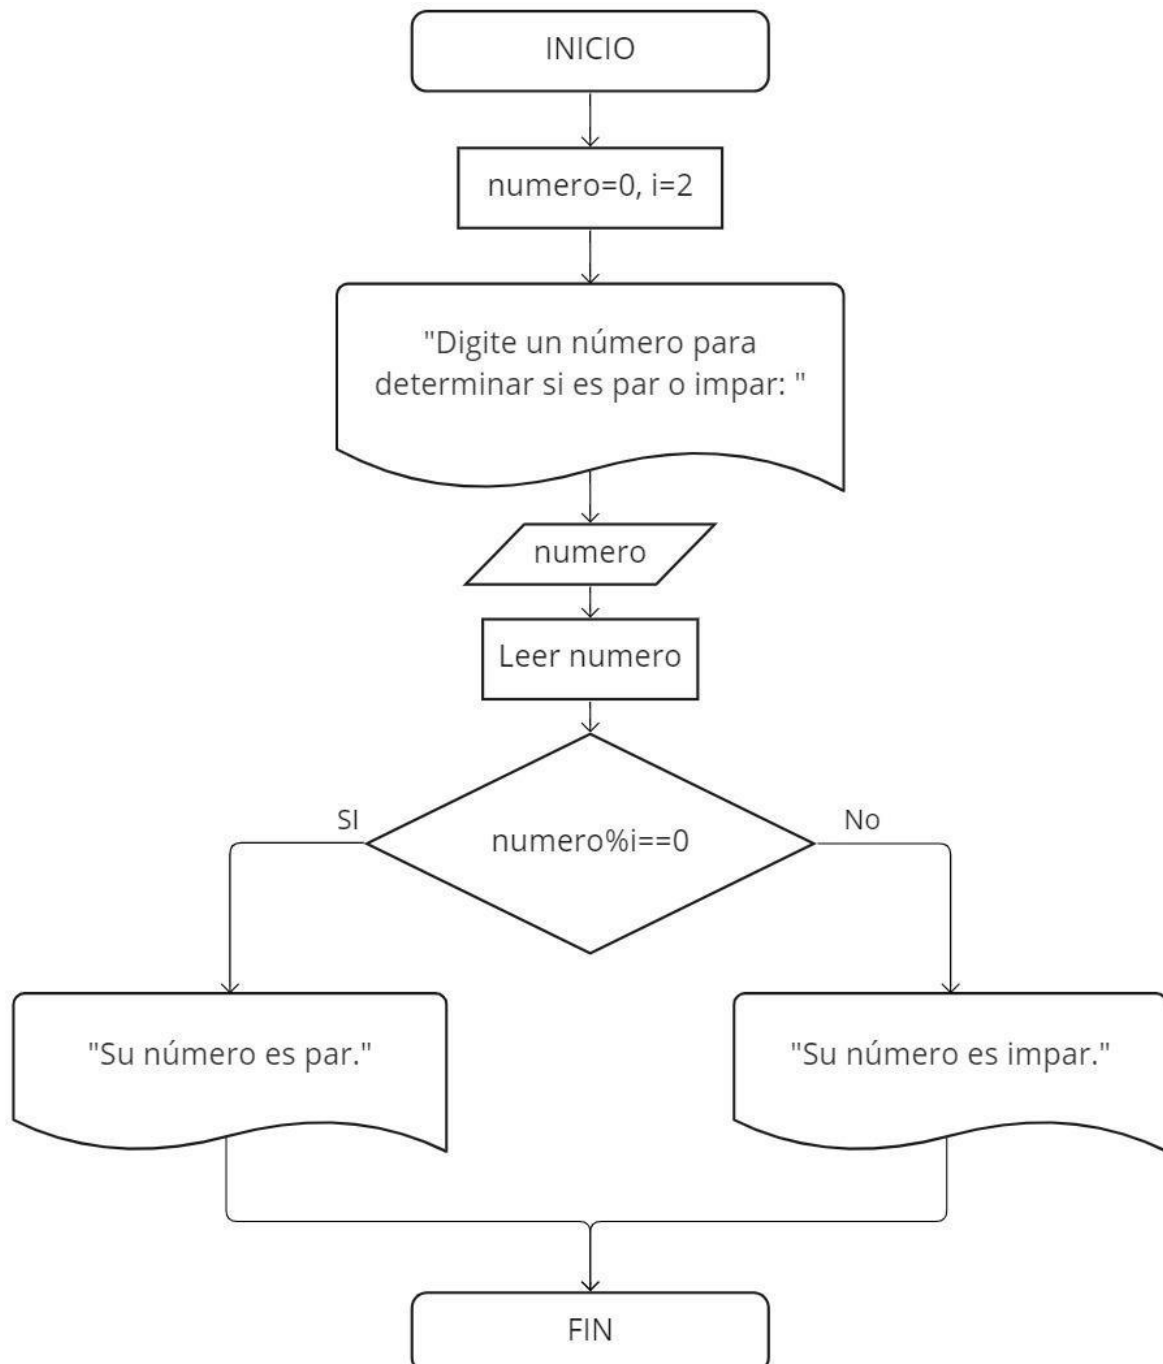 INICIO
numero=0, i=2
"Digite un número para
determinar si es par o impar: "
numero
Leer numero
SI
numero%i==0
No
"Su número es par."
"Su número es impar."
FIN